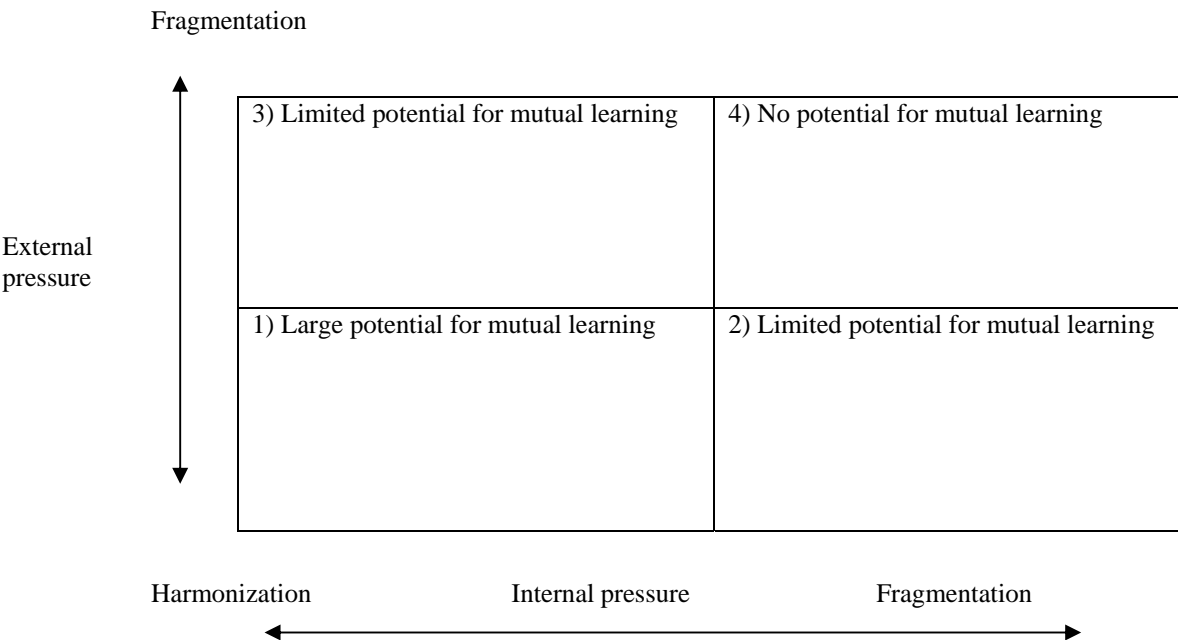 Fragmentation
3) Limited potential for mutual learning
4) No potential for mutual learning
External
pressure
1) Large potential for mutual learning
2) Limited potential for mutual learning
Harmonization
Internal pressure
Fragmentation